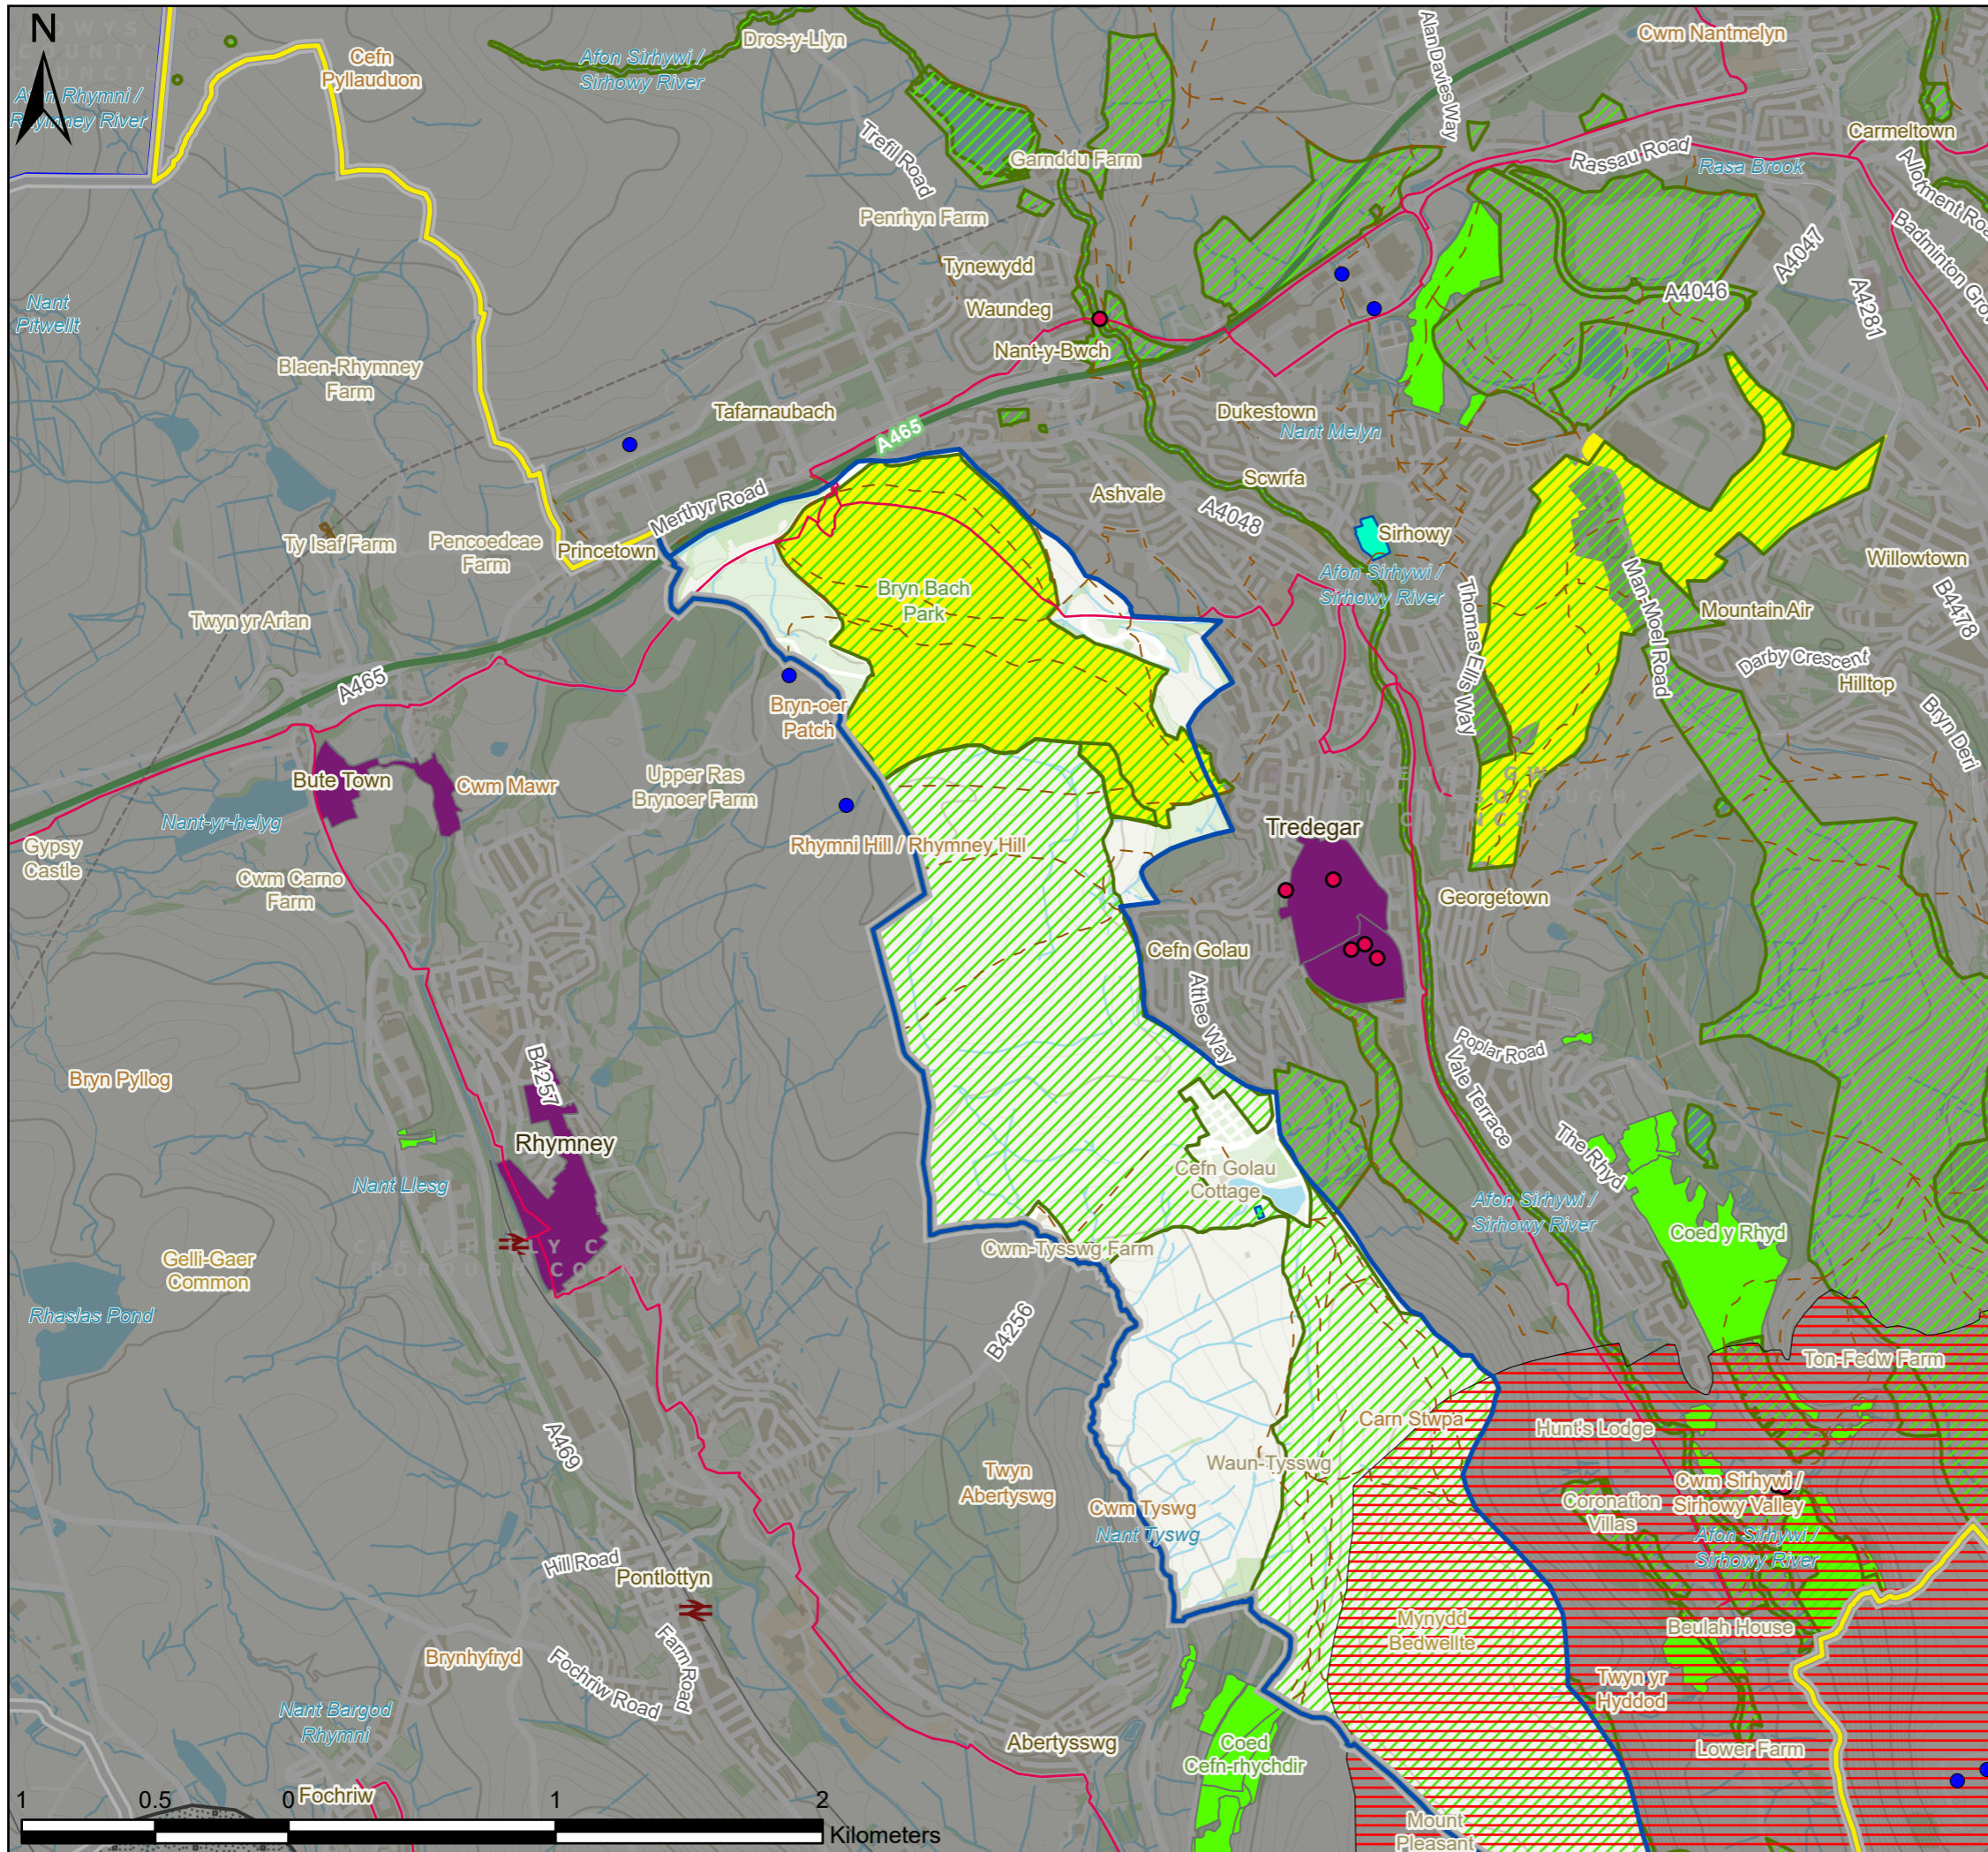 N
POWYS
COUNTY
COUNCIL
Afon Rhymni /
Rhymney River
Cefn
Pyllauduon
Afon Sirhywi /
Sirhowy River
Dros-y-Llyn
Alan Davies Way
Cwm Nantmelyn
Carmeltown
Trefil Road
Garnddu Farm
Rassau Road
Rasa Brook
Allotment Roa
Badminton Gro
Penrhyn Farm
Tynewydd
Waundeg
Nant-y-Bwch
A4047
A4046
A4281
Nant
Pitwellt
Blaen-Rhymney
Farm
Tafarnaubach
A465
Dukestown
Nant Melyn
Scwrfa
Ashvale
A4048
Merthyr Road
Sirhowy
Afon Sirhywi /
Sirhowy River
Ty Isaf Farm
Pencoedcae
Farm
Princetown
Willowtown
Bryn Bach
Park
Thomas Ellis Way
Man-Moel Road
Mountain Air
B4478
Twyn yr Arian
A465
Darby Crescent
Hilltop
Bryn Deri
Bryn-oer
Patch
Bute Town
Cwm Mawr
Upper Ras
Brynoer Farm
Nant-yr-helyg
Rhymni Hill / Rhymney Hill
Tredegar
Gypsy
Castle
Cwm Carno
Farm
Georgetown
Cefn Golau
Attlee Way
Poplar Road
Vale Terrace
Bryn Pyllog
B4257
Rhymney
The Rhyd
Nant Llesg
Cefn Golau
Cottage
Afon Sirhywi /
Sirhowy River
Coed y Rhyd
Gelli-Gaer
Common
Cwm-Tysswg Farm
Rhaslas Pond
B4256
Ton-Fedw Farm
Carn Stwpa
Hunt's Lodge
A469
Waun-Tysswg
Twyn
Abertyswg
Cwm Tyswg
Nant Tyswg
Coronation
Villas
Cwm Sirhywi /
Sirhowy Valley
Afon Sirhywi /
Sirhowy River
Hill Road
Pontlottyn
Mynydd
Bedwellte
Beulah House
Brynhyfryd
Farm Road
Fochriw Road
Twyn yr
Hyddod
Nant Bargod
Rhymni
Abertysswg
Coed
Cefn-rhychdir
Lower Farm
Fochriw
Mount
Pleasant
1 0.5 0 1 2
Kilometers